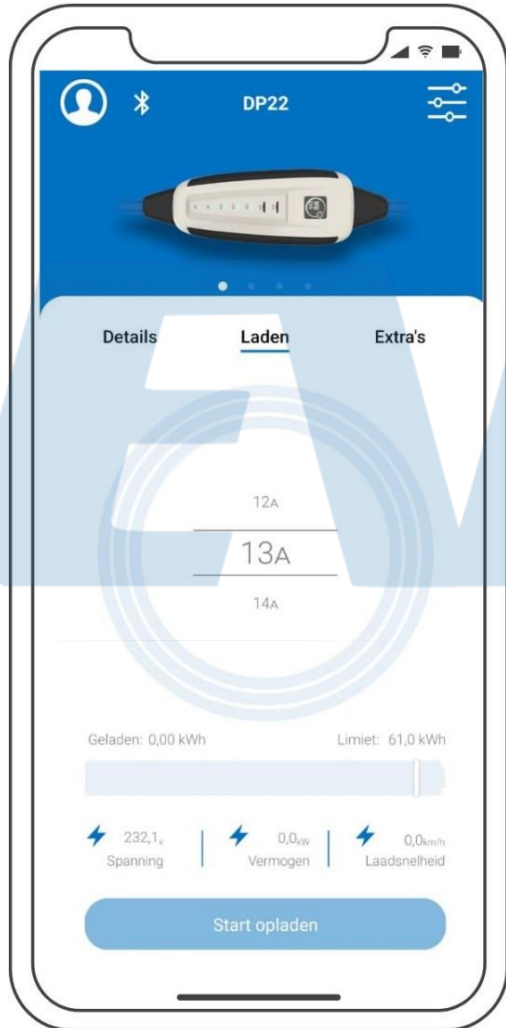 DP22
Details Laden Extra's
12A
13A
14A
Geladen: 0,00 kWh Limiet: 61,0 kWh
232,1v 0,0kW 0,0km/h
Spanning Vermogen Laadsnelheid
Start opladen
EV